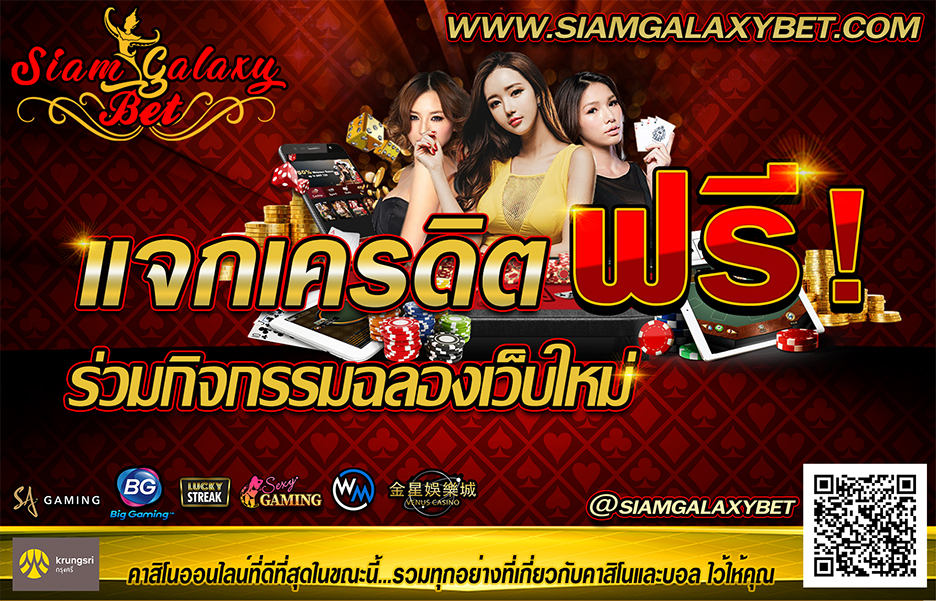 Siam Galaxy
Bet
WWW.SIAMGALAXYBET.COM
แจกเครดิต ฟรี !
ร่วมกิจกรรมฉลองเว็บใหม่
SA GAMING
BG
Big Gaming™
LUCKY
STREAK
Sexy
GAMING
WM
金星娛樂城
VENUS CASINO
@SIAMGALAXYBET
krungsri
กรุงศรี
คาสิโนออนไลน์ที่ดีที่สุดในขณะนี้...รวมทุกอย่างที่เกี่ยวกับคาสิโนและบอล ไว้ให้คุณ